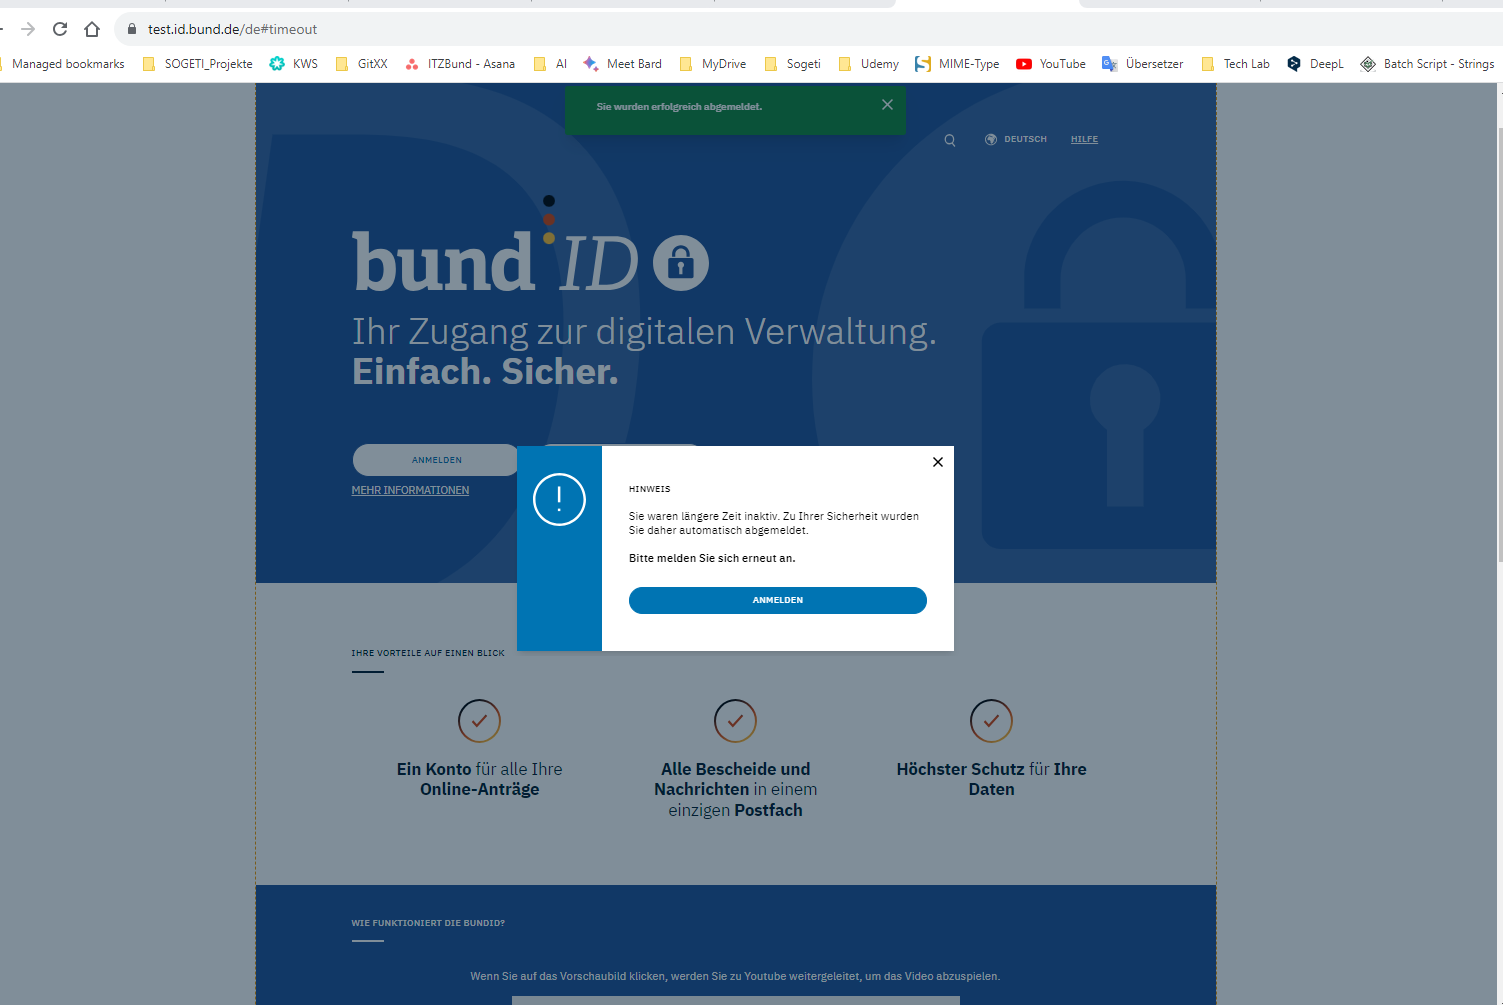 test.id.bund.de/de#timeout
Managed bookmarks SOGETI_Projekte KWS GitXX ITZBund - Asana AI Meet Bard MyDrive Sogeti Udemy MIME-Type YouTube Übersetzer Tech Lab DeepL Batch Script - Strings
Sie wurden erfolgreich abgemeldet.
DEUTSCH HILFE
bund ID
Ihr Zugang zur digitalen Verwaltung.
Einfach. Sicher.
ANMELDEN
MEHR INFORMATIONEN
HINWEIS
Sie waren längere Zeit inaktiv. Zu Ihrer Sicherheit wurden
Sie daher automatisch abgemeldet.
Bitte melden Sie sich erneut an.
ANMELDEN
IHRE VORTEILE AUF EINEN BLICK
Ein Konto für alle Ihre
Online-Anträge
Alle Bescheide und
Nachrichten in einem
einzigen Postfach
Höchster Schutz für Ihre
Daten
WIE FUNKTIONIERT DIE BUNDID?
Wenn Sie auf das Vorschaubild klicken, werden Sie zu Youtube weitergeleitet, um das Video abzuspielen.